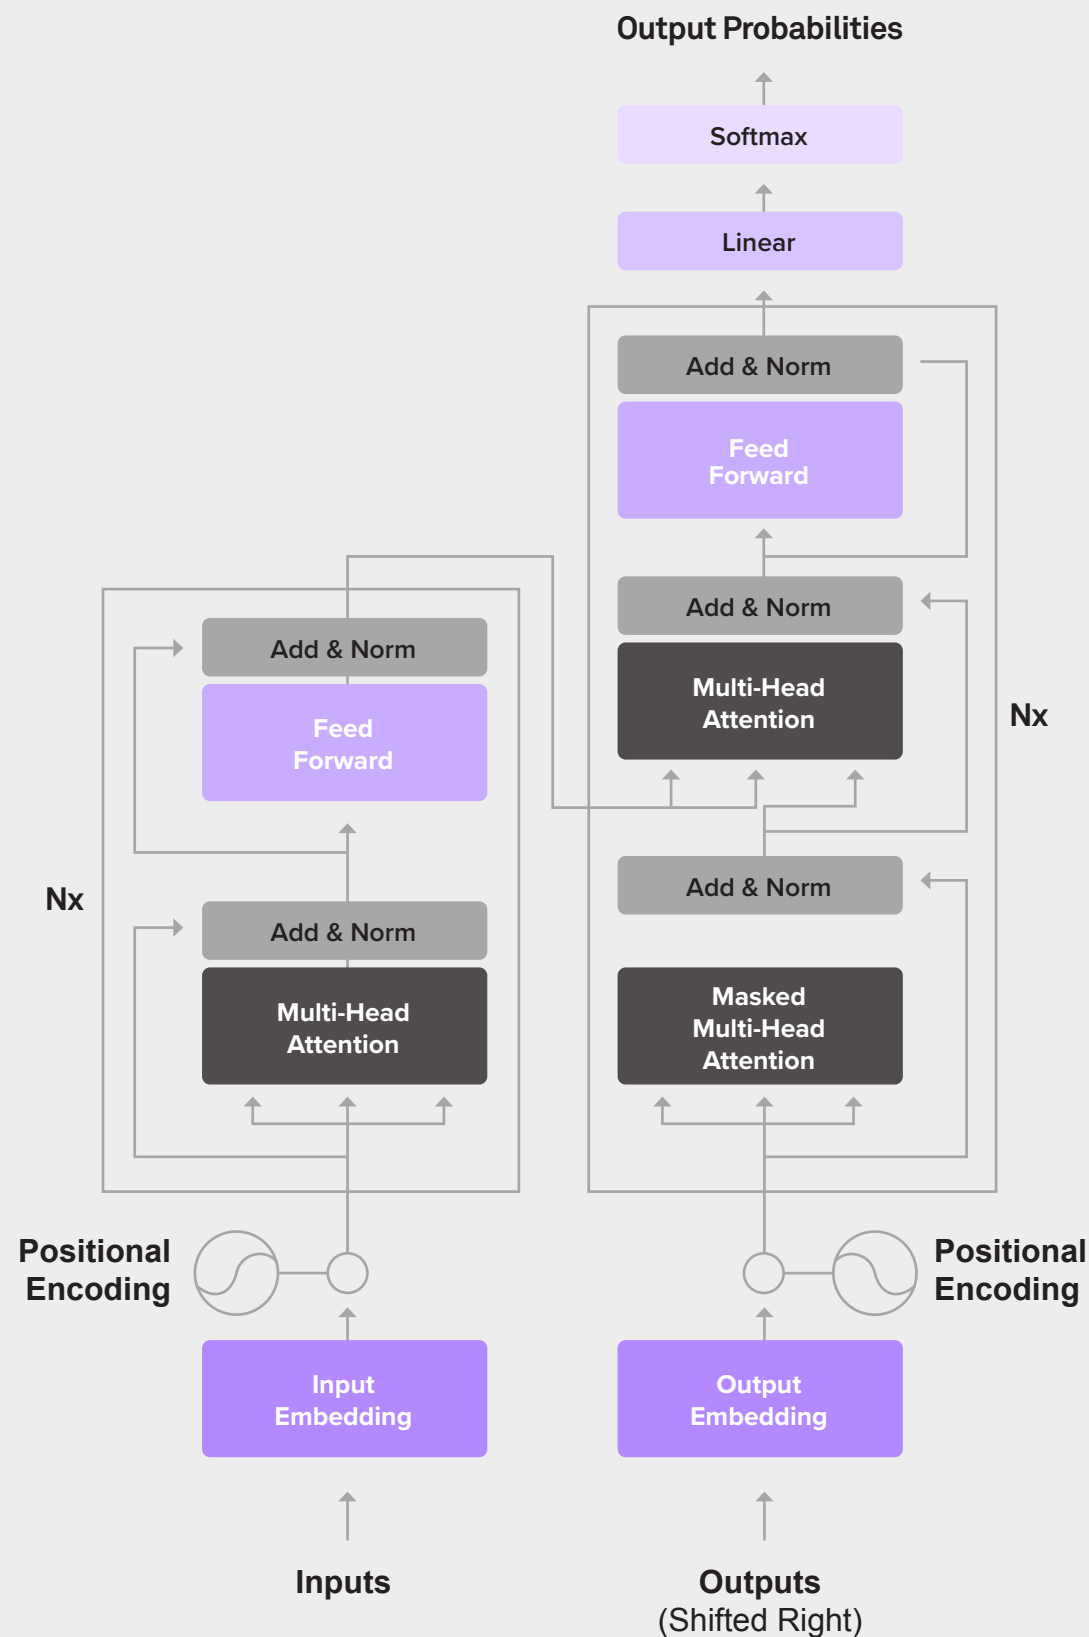 Output Probabilities
Softmax
Linear
Add & Norm
Feed
Forward
Add & Norm
Multi-Head
Attention
Nx
Add & Norm
Masked
Multi-Head
Attention
Add & Norm
Feed
Forward
Nx
Add & Norm
Multi-Head
Attention
Positional
Encoding
Positional
Encoding
Input
Embedding
Output
Embedding
Inputs
Outputs
(Shifted Right)